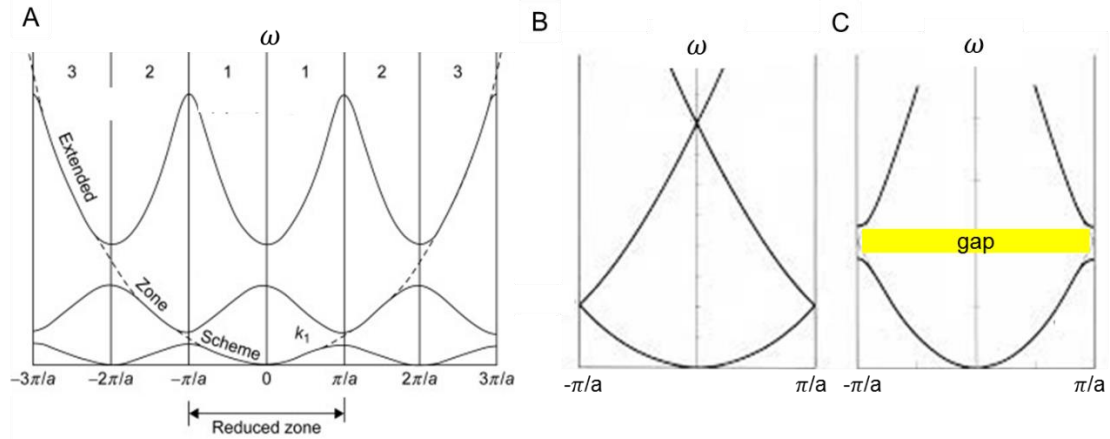 A
ω
3 2 1 1 2 3
Extended
Zone
Scheme
k₁
−3π/a −2π/a −π/a 0 π/a 2π/a 3π/a
Reduced zone
B
ω
-π/a π/a
C
ω
gap
-π/a π/a